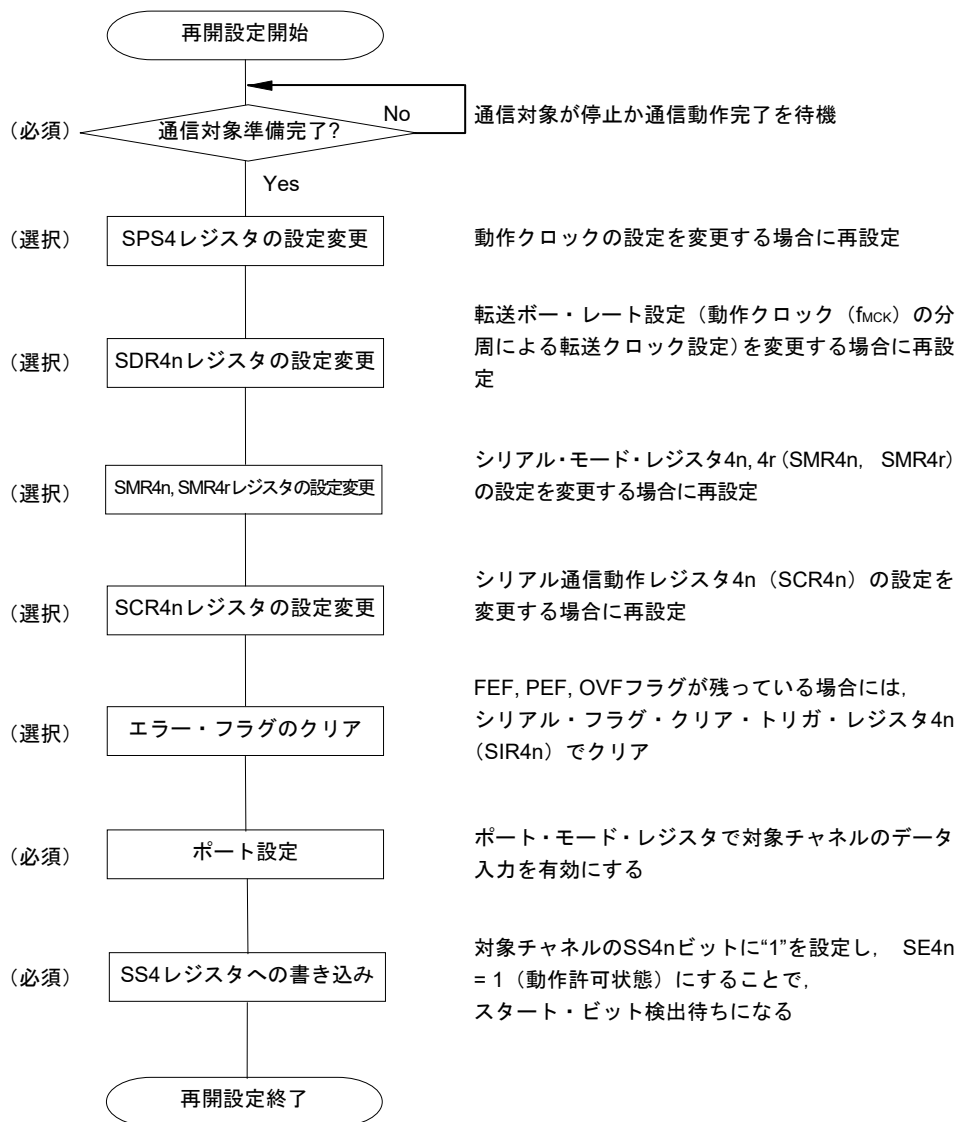 再開設定開始
(必須)
通信対象準備完了?
No
通信対象が停止か通信動作完了を待機
Yes
(選択)
SPS4レジスタの設定変更
動作クロックの設定を変更する場合に再設定
(選択)
SDR4nレジスタの設定変更
転送ボー・レート設定（動作クロック（fMCK）の分
周による転送クロック設定）を変更する場合に再設
定
(選択)
SMR4n, SMR4rレジスタの設定変更
シリアル・モード・レジスタ4n, 4r（SMR4n, SMR4r）
の設定を変更する場合に再設定
(選択)
SCR4nレジスタの設定変更
シリアル通信動作レジスタ4n（SCR4n）の設定を
変更する場合に再設定
(選択)
エラー・フラグのクリア
FEF, PEF, OVFフラグが残っている場合には,
シリアル・フラグ・クリア・トリガ・レジスタ4n
（SIR4n）でクリア
(必須)
ポート設定
ポート・モード・レジスタで対象チャネルのデータ
入力を有効にする
(必須)
SS4レジスタへの書き込み
対象チャネルのSS4nビットに“1”を設定し, SE4n
= 1（動作許可状態）にすることで,
スタート・ビット検出待ちになる
再開設定終了